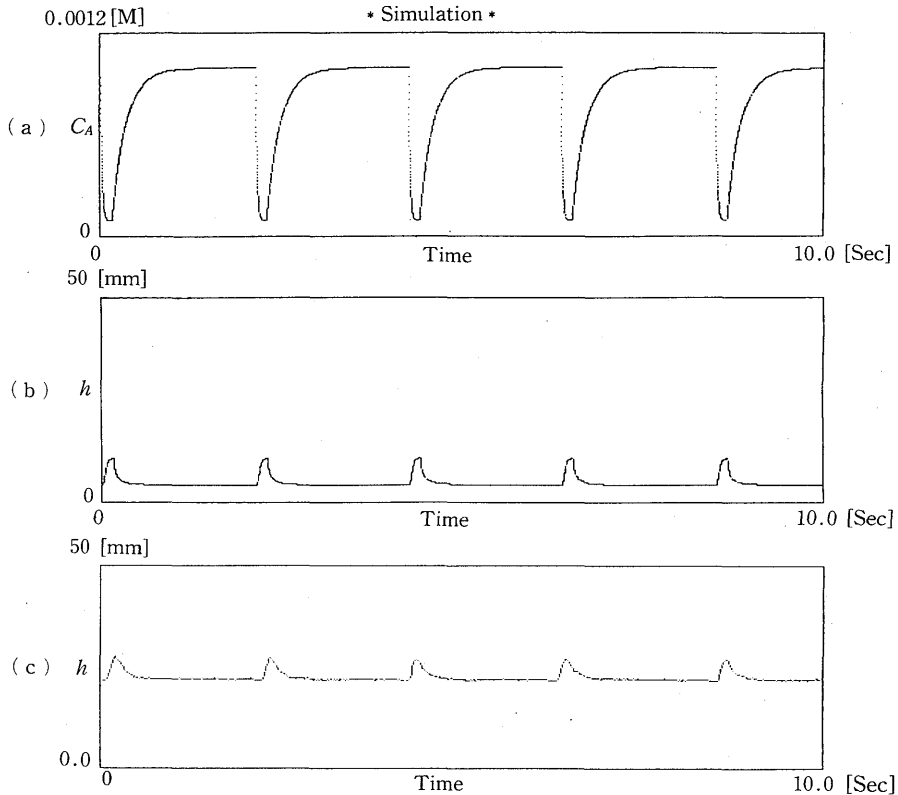 0.0012 [M]
* Simulation *
(a) C_A
0
0 Time 10.0 [Sec]
50 [mm]
(b) h
0
0 Time 10.0 [Sec]
50 [mm]
(c) h
0.0
0 Time 10.0 [Sec]